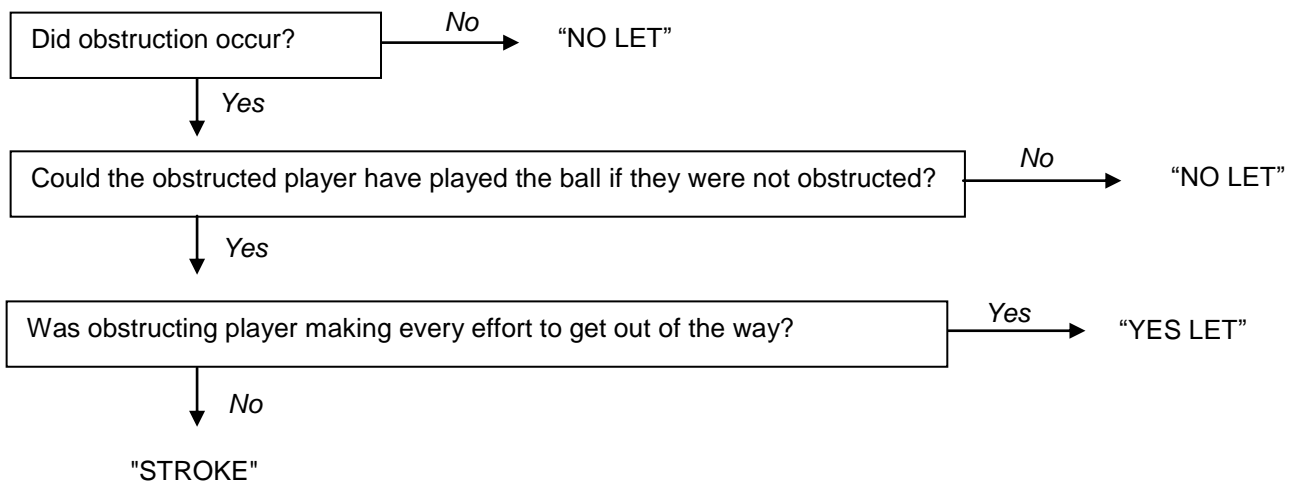 Did obstruction occur?
No
“NO LET”
Yes
Could the obstructed player have played the ball if they were not obstructed?
No
“NO LET”
Yes
Was obstructing player making every effort to get out of the way?
Yes
“YES LET”
No
"STROKE"